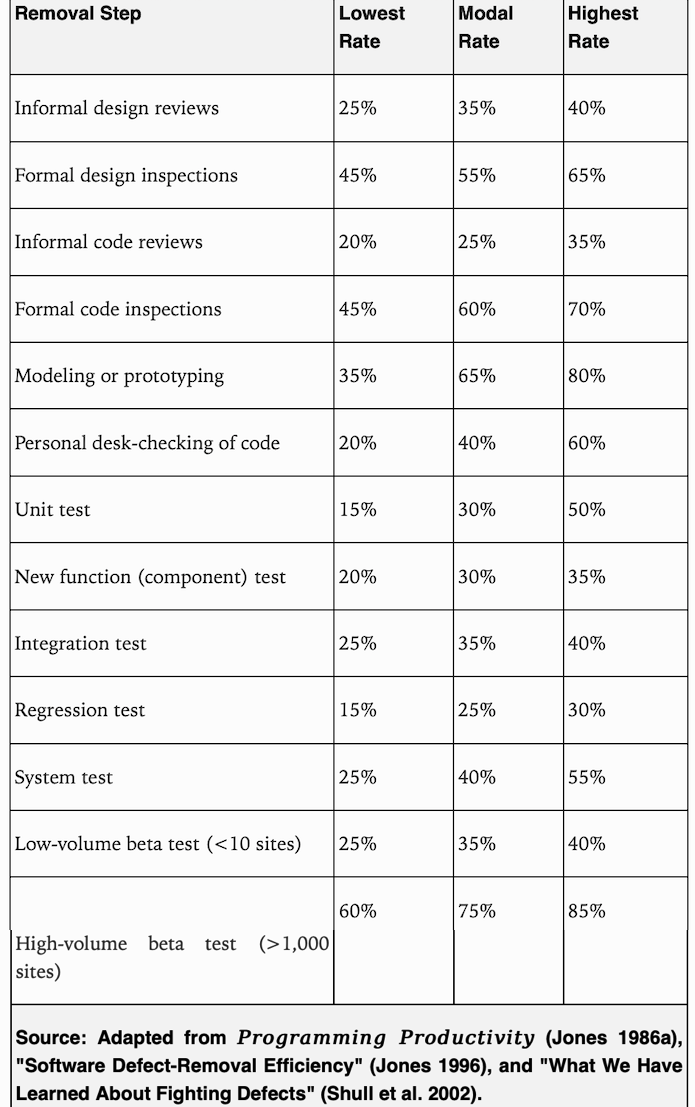 Removal Step Lowest Rate Modal Rate Highest Rate
Informal design reviews 25% 35% 40%
Formal design inspections 45% 55% 65%
Informal code reviews 20% 25% 35%
Formal code inspections 45% 60% 70%
Modeling or prototyping 35% 65% 80%
Personal desk-checking of code 20% 40% 60%
Unit test 15% 30% 50%
New function (component) test 20% 30% 35%
Integration test 25% 35% 40%
Regression test 15% 25% 30%
System test 25% 40% 55%
Low-volume beta test (<10 sites) 25% 35% 40%
60% 75% 85%
High-volume beta test (>1,000
sites)
Source: Adapted from Programming Productivity (Jones 1986a),
"Software Defect-Removal Efficiency" (Jones 1996), and "What We Have
Learned About Fighting Defects" (Shull et al. 2002).